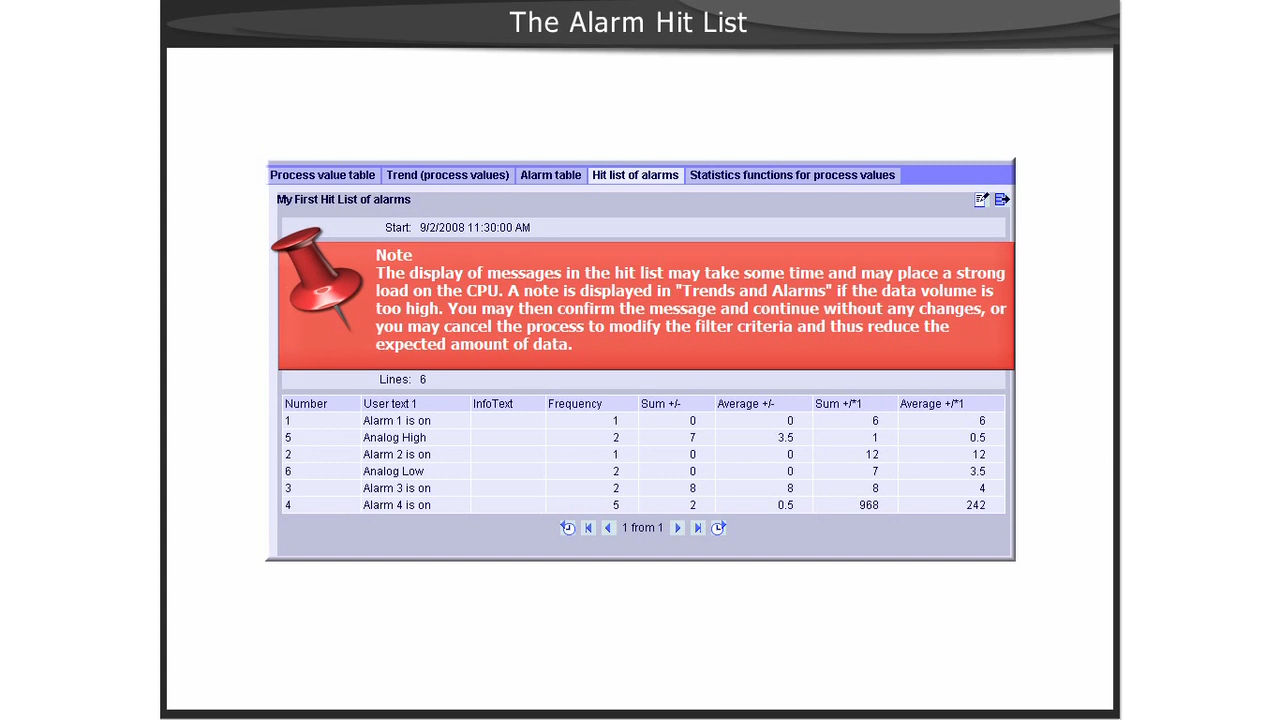 The Alarm Hit List
Process value table Trend (process values) Alarm table Hit list of alarms Statistics functions for process values
My First Hit List of alarms
Start: 9/2/2008 11:30:00 AM
Note
The display of messages in the hit list may take some time and may place a strong
load on the CPU. A note is displayed in "Trends and Alarms" if the data volume is
too high. You may then confirm the message and continue without any changes, or
you may cancel the process to modify the filter criteria and thus reduce the
expected amount of data.
Lines: 6
Number User text 1 InfoText Frequency Sum +/- Average +/- Sum +/*1 Average +/*1
1 Alarm 1 is on 1 0 0 6 6
5 Analog High 2 7 3.5 1 0.5
2 Alarm 2 is on 1 0 0 12 12
6 Analog Low 2 0 0 7 3.5
3 Alarm 3 is on 2 8 8 8 4
4 Alarm 4 is on 5 2 0.5 968 242
1 from 1